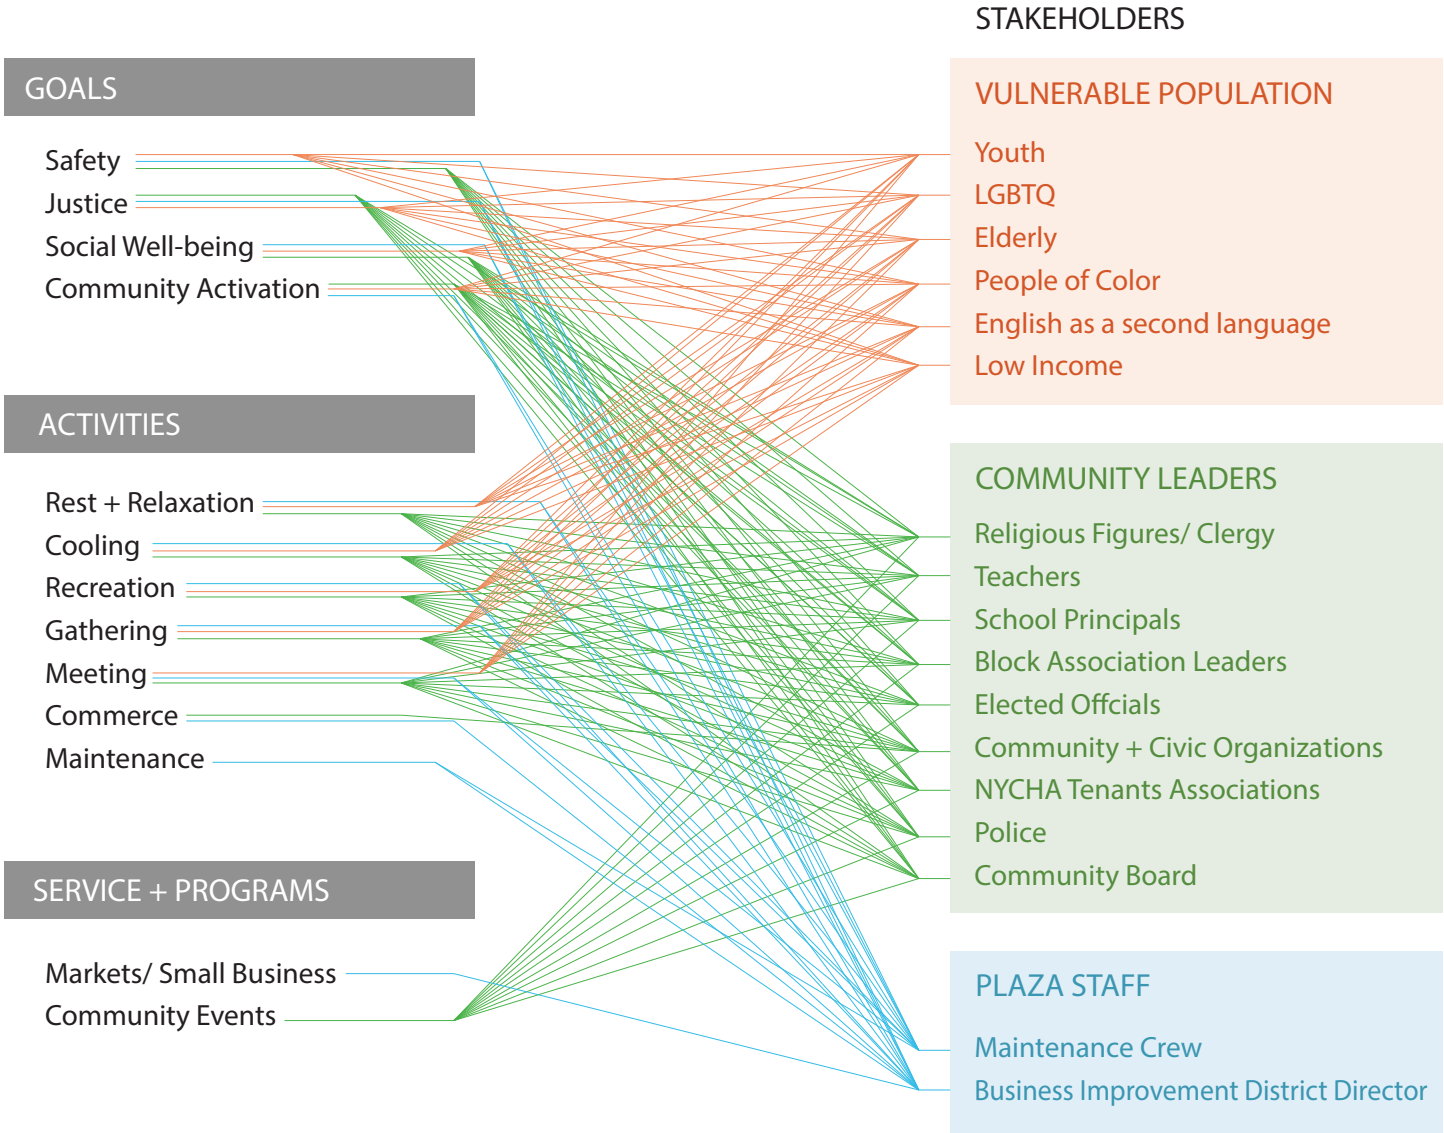 GOALS
Safety
Justice
Social Well-being
Community Activation
ACTIVITIES
Rest + Relaxation
Cooling
Recreation
Gathering
Meeting
Commerce
Maintenance
SERVICE + PROGRAMS
Markets/ Small Business
Community Events
STAKEHOLDERS
VULNERABLE POPULATION
Youth
LGBTQ
Elderly
People of Color
English as a second language
Low Income
COMMUNITY LEADERS
Religious Figures/ Clergy
Teachers
School Principals
Block Association Leaders
Elected Offcials
Community + Civic Organizations
NYCHA Tenants Associations
Police
Community Board
PLAZA STAFF
Maintenance Crew
Business Improvement District Director